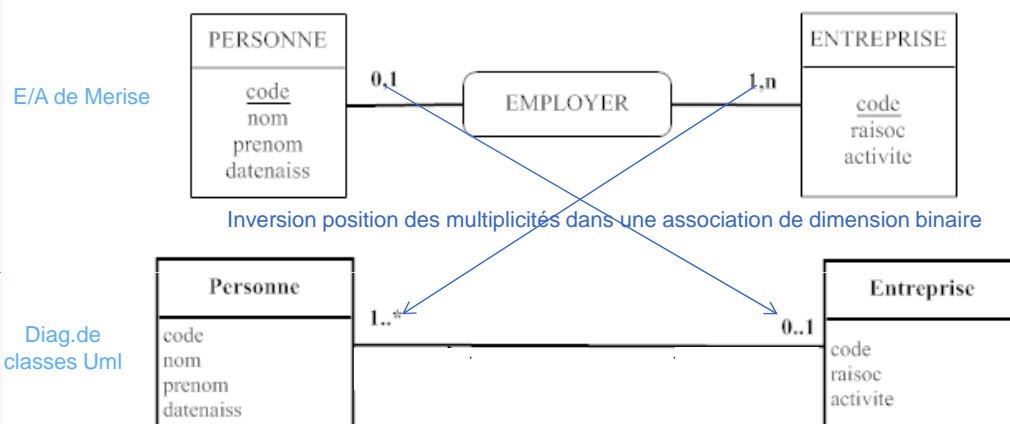 PERSONNE
code
nom
prenom
datenaiss
E/A de Merise
0,1
EMPLOYER
1,n
ENTREPRISE
code
raisoc
activite
Inversion position des multiplicités dans une association de dimension binaire
Diag.de
classes Uml
Personne
code
nom
prenom
datenaiss
1..*
0..1
Entreprise
code
raisoc
activite